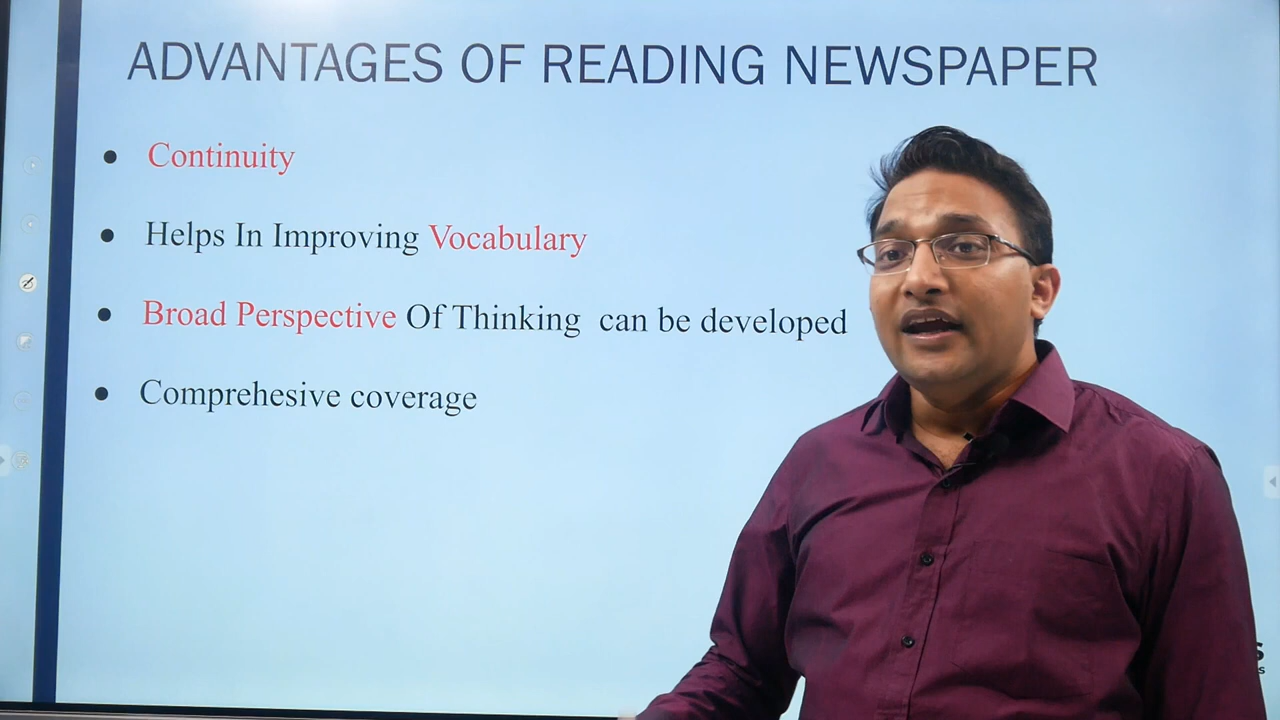 ADVANTAGES OF READING NEWSPAPER
● Continuity
● Helps In Improving Vocabulary
● Broad Perspective Of Thinking can be developed
● Comprehesive coverage